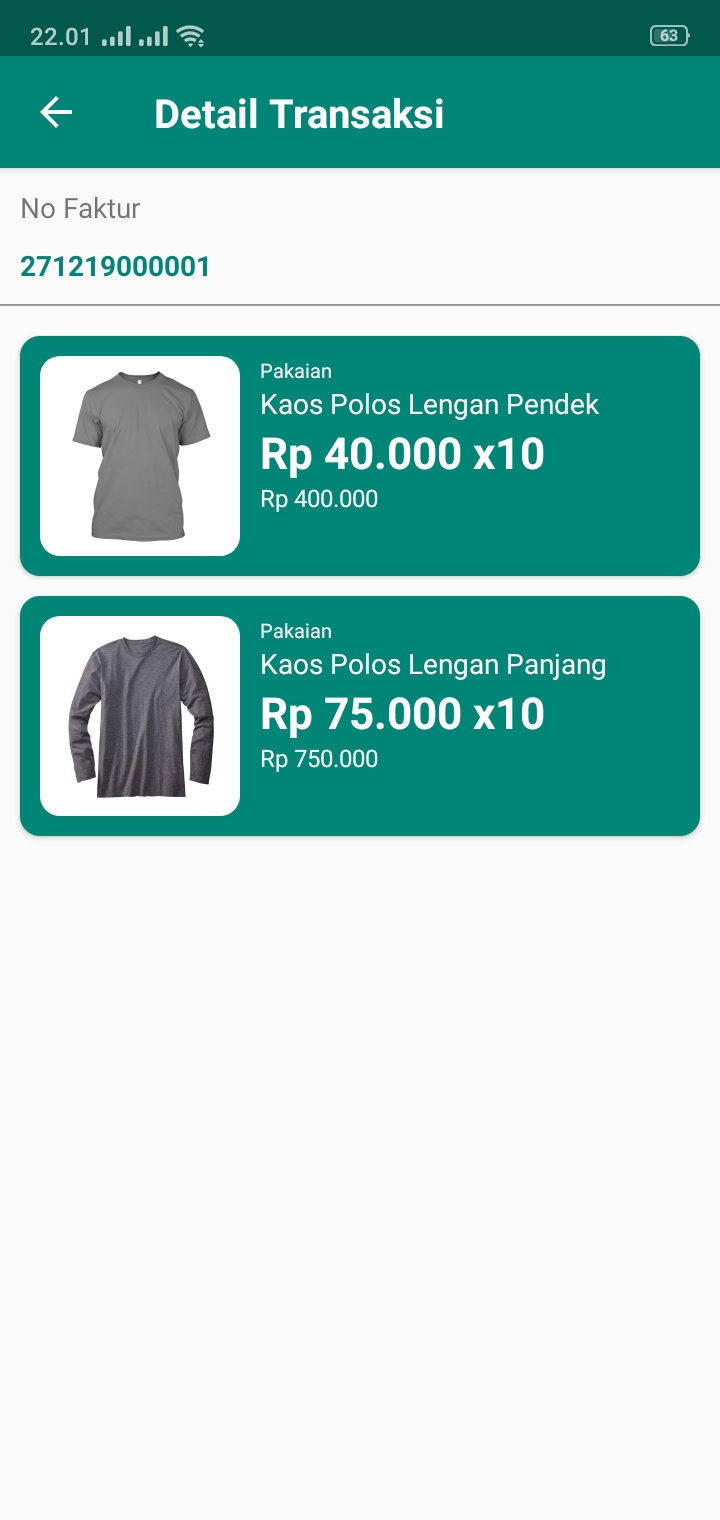 22.01
63
Detail Transaksi
No Faktur
271219000001
Pakaian
Kaos Polos Lengan Pendek
Rp 40.000 x10
Rp 400.000
Pakaian
Kaos Polos Lengan Panjang
Rp 75.000 x10
Rp 750.000